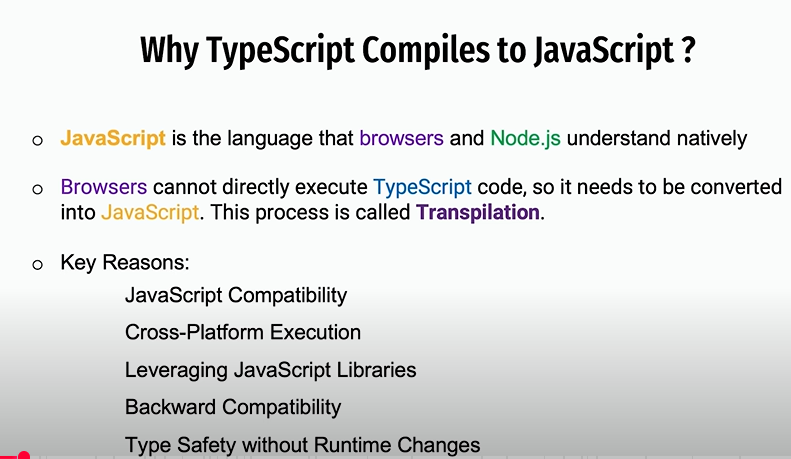 Why TypeScript Compiles to JavaScript ?
JavaScript is the language that browsers and Node.js understand natively
Browsers cannot directly execute TypeScript code, so it needs to be converted
into JavaScript. This process is called Transpilation.
Key Reasons:
JavaScript Compatibility
Cross-Platform Execution
Leveraging JavaScript Libraries
Backward Compatibility
Type Safety without Runtime Changes